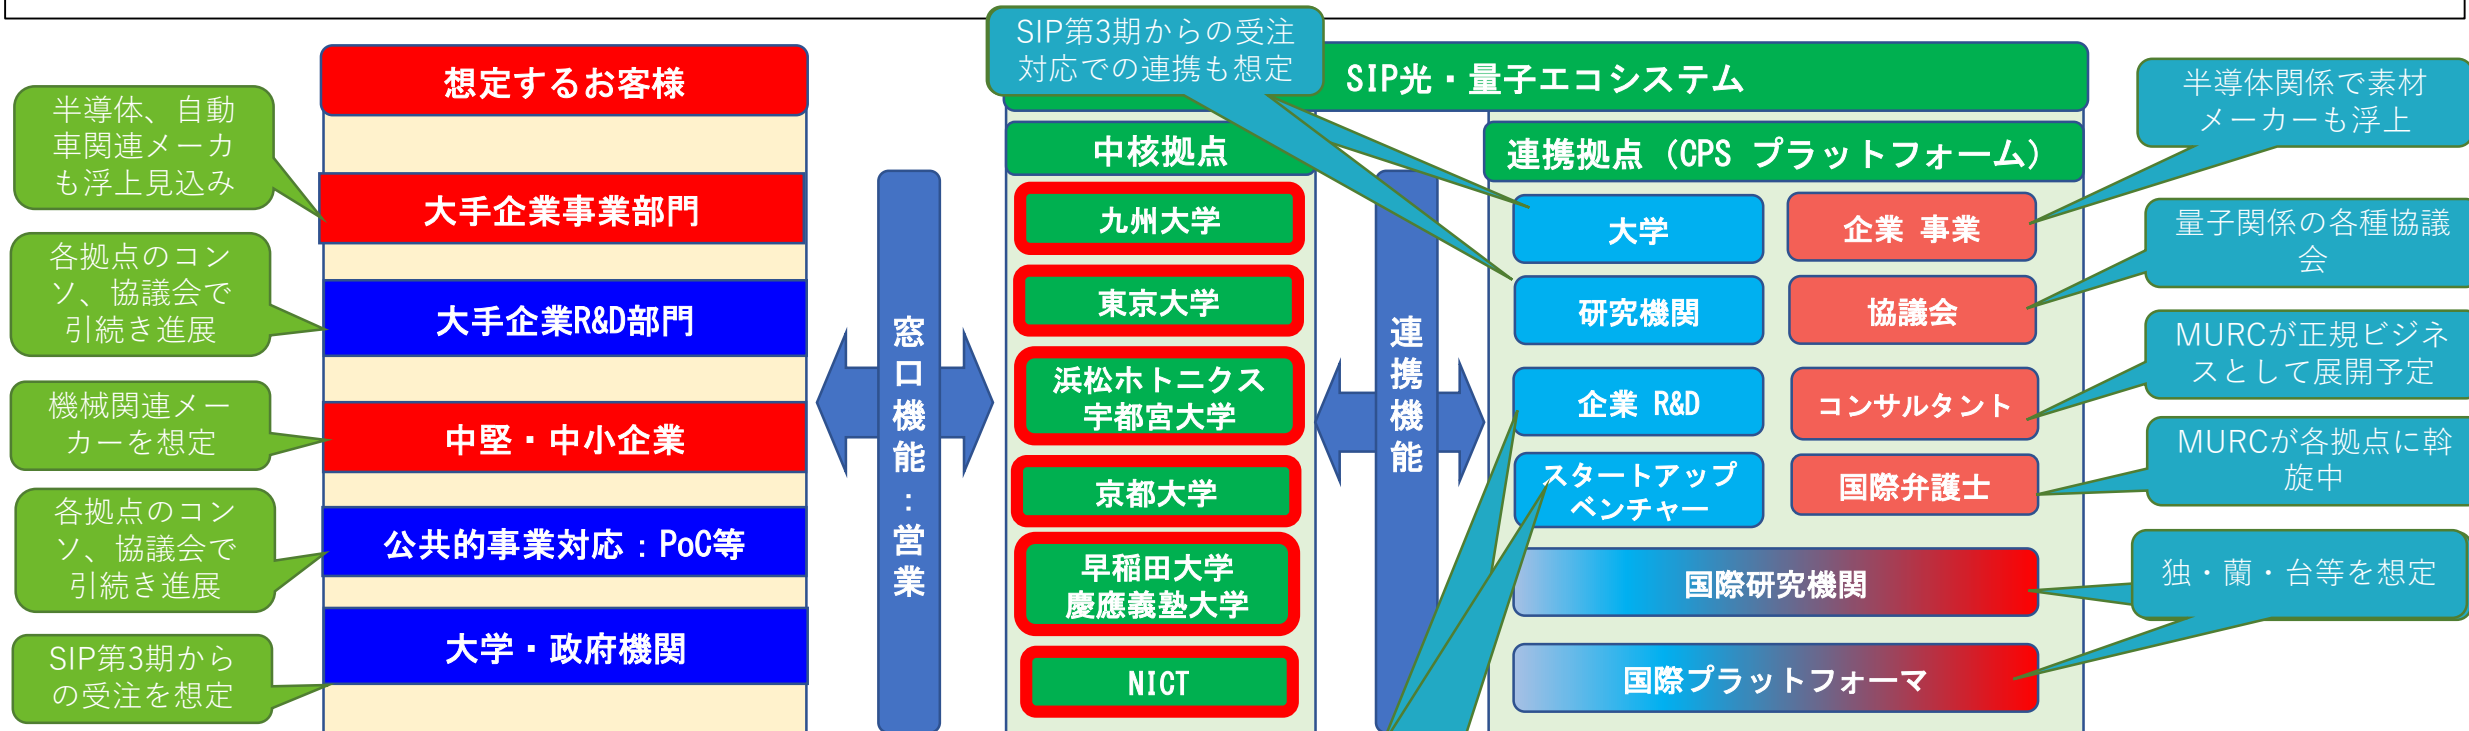 SIP第3期からの受注
対応での連携も想定
想定するお客様
SIP光・量子エコシステム
半導体、自動
車関連メーカ
も浮上見込み
大手企業事業部門
各拠点のコン
ソ、協議会で
引続き進展
大手企業R&D部門
機械関連メー
カーを想定
中堅・中小企業
各拠点のコン
ソ、協議会で
引続き進展
公共的事業対応：PoC等
SIP第3期から
の受注を想定
大学・政府機関
窓口機能：営業
中核拠点
九州大学
東京大学
浜松ホトニクス
宇都宮大学
京都大学
早稲田大学
慶應義塾大学
NICT
連携機能
連携拠点（CPS プラットフォーム）
大学
企業 事業
研究機関
協議会
企業 R&D
コンサルタント
スタートアップ
ベンチャー
国際弁護士
国際研究機関
国際プラットフォーマ
半導体関係で素材
メーカーも浮上
量子関係の各種協議
会
MURCが正規ビジネ
スとして展開予定
MURCが各拠点に斡
旋中
独・蘭・台等を想定